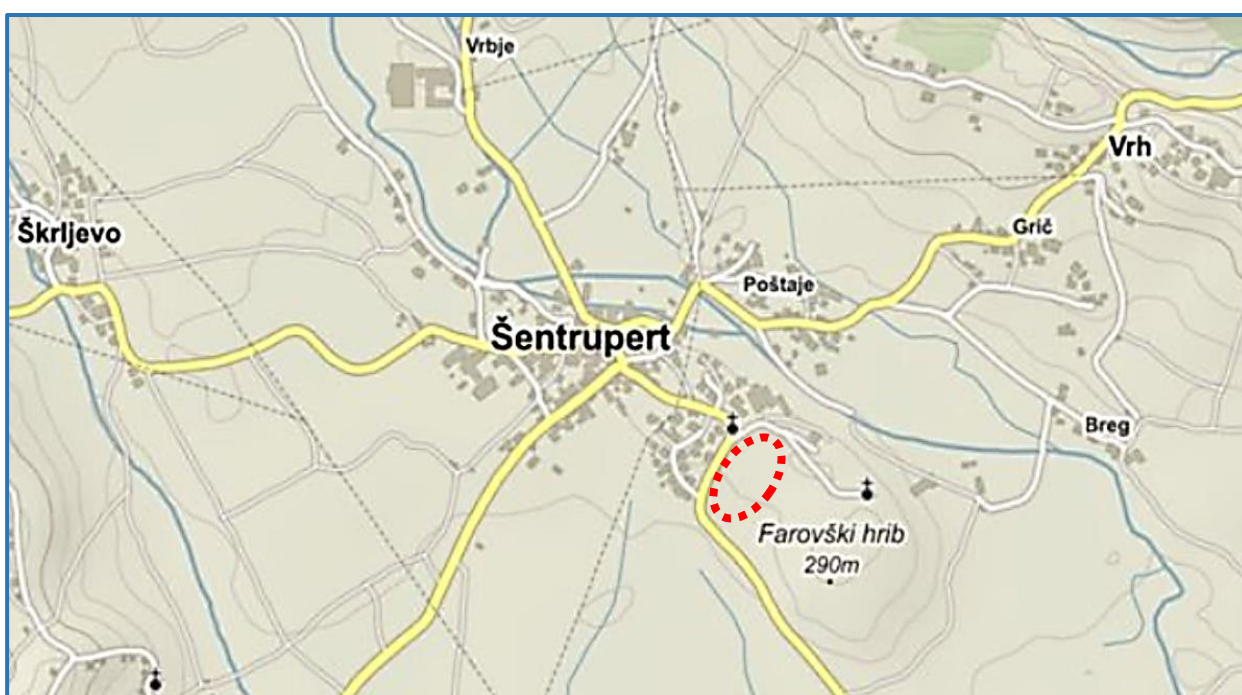 Vrbje
Vrh
Škrljevo
Grič
Poštaje
Šentrupert
Breg
Farovški hrib
290m